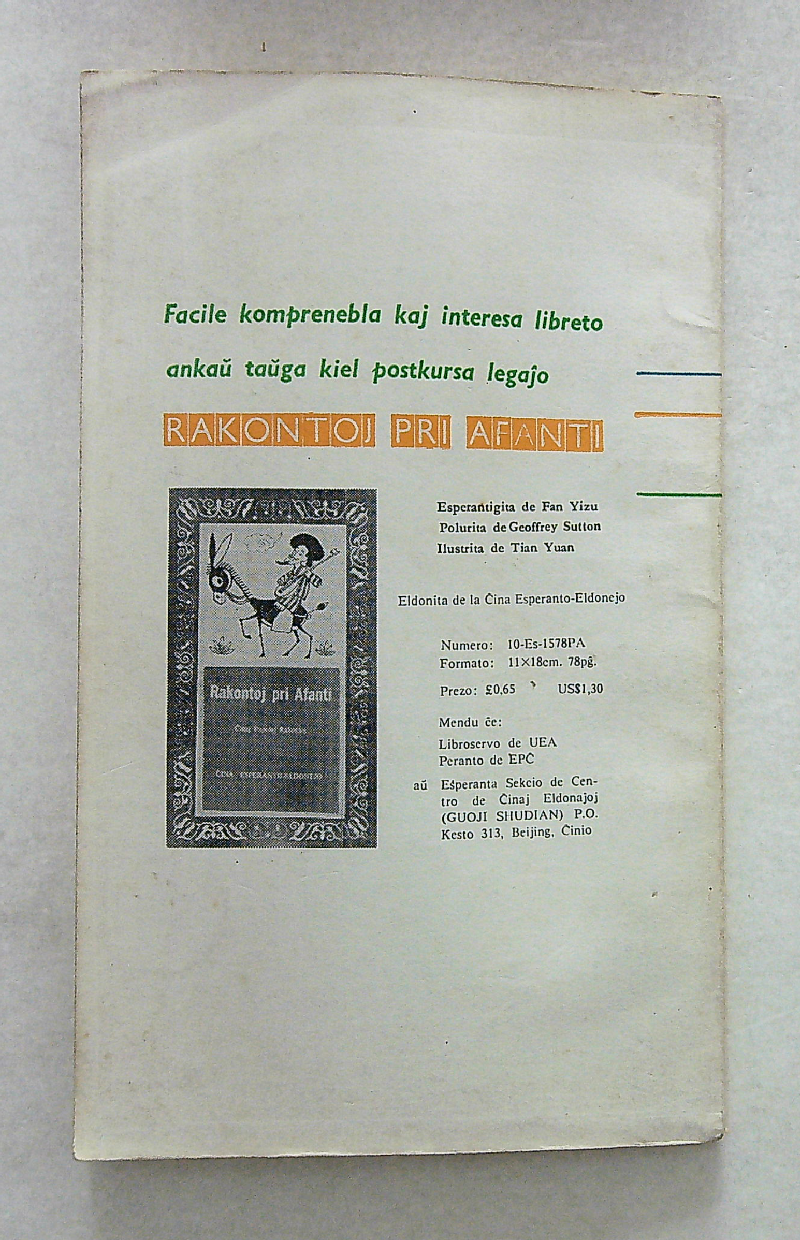 Facile komprenebla kaj interesa libreto
ankaŭ taŭga kiel postkursa legaĵo
RAKONTOJ PRI AFANTI
Esperantigita de Fan Yizu
Polurita de Geoffrey Sutton
Ilustrita de Tian Yuan
Eldonita de la Ĉina Esperanto-Eldonejo
Numero: 10-Es-1578PA
Formato: 11×18cm. 78pĝ.
Prezo: £0,65 US$1,30
Mendu ĉe:
Libroservo de UEA
Peranto de EPĈ
aŭ Esperanta Sekcio de Cen-
tro de Ĉinaj Eldonaĵoj
(GUOJI SHUDIAN) P.O.
Kesto 313, Beijing, Ĉinio
Rakontoj pri Afanti
ĈINA ESPERANTO-ELDONEJO